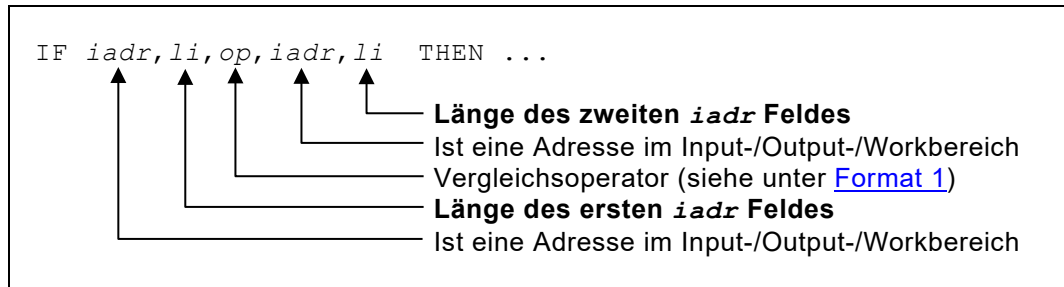 IF iadr,li,op,iadr,li THEN ...
Länge des zweiten iadr Feldes
Ist eine Adresse im Input-/Output-/Workbereich
Vergleichsoperator (siehe unter Format 1)
Länge des ersten iadr Feldes
Ist eine Adresse im Input-/Output-/Workbereich